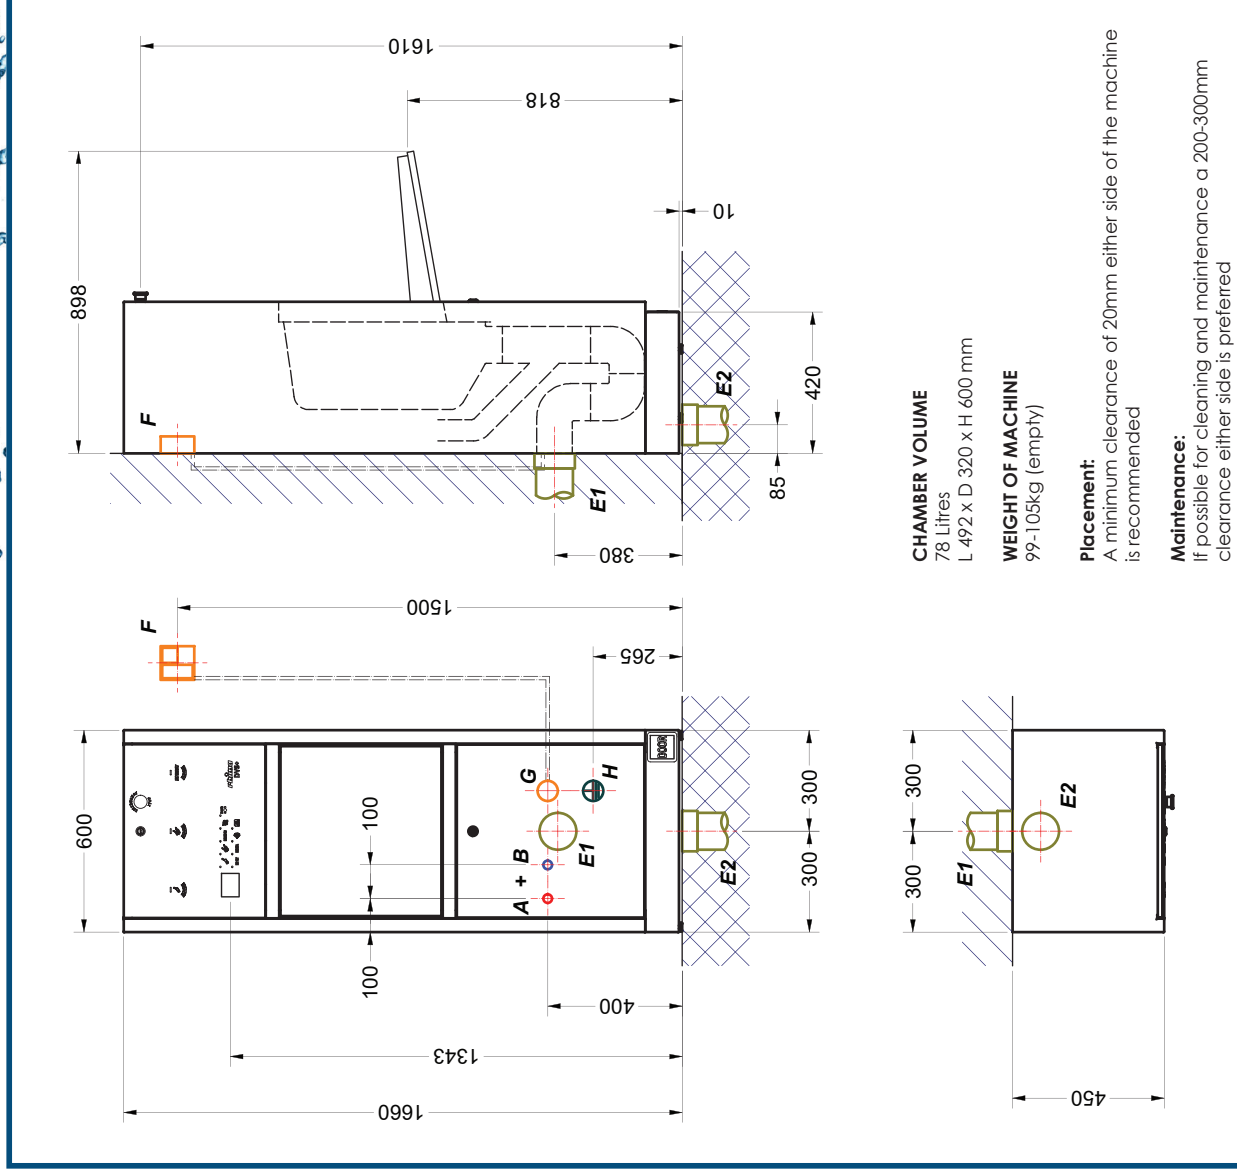 1610
818
898
10
F
420
E2
85
E1
380
1500
F
265
600
DOOR
G
H
100
300
E1
B
+
A
E2
300
100
400
1343
1660
300
300
E1
E2
450
CHAMBER VOLUME
78 Litres
L 492 x D 320 x H 600 mm
WEIGHT OF MACHINE
99-105kg (empty)
Placement:
A minimum clearance of 20mm either side of the machine
is recommended
Maintenance:
If possible for cleaning and maintenance a 200-300mm
clearance either side is preferred